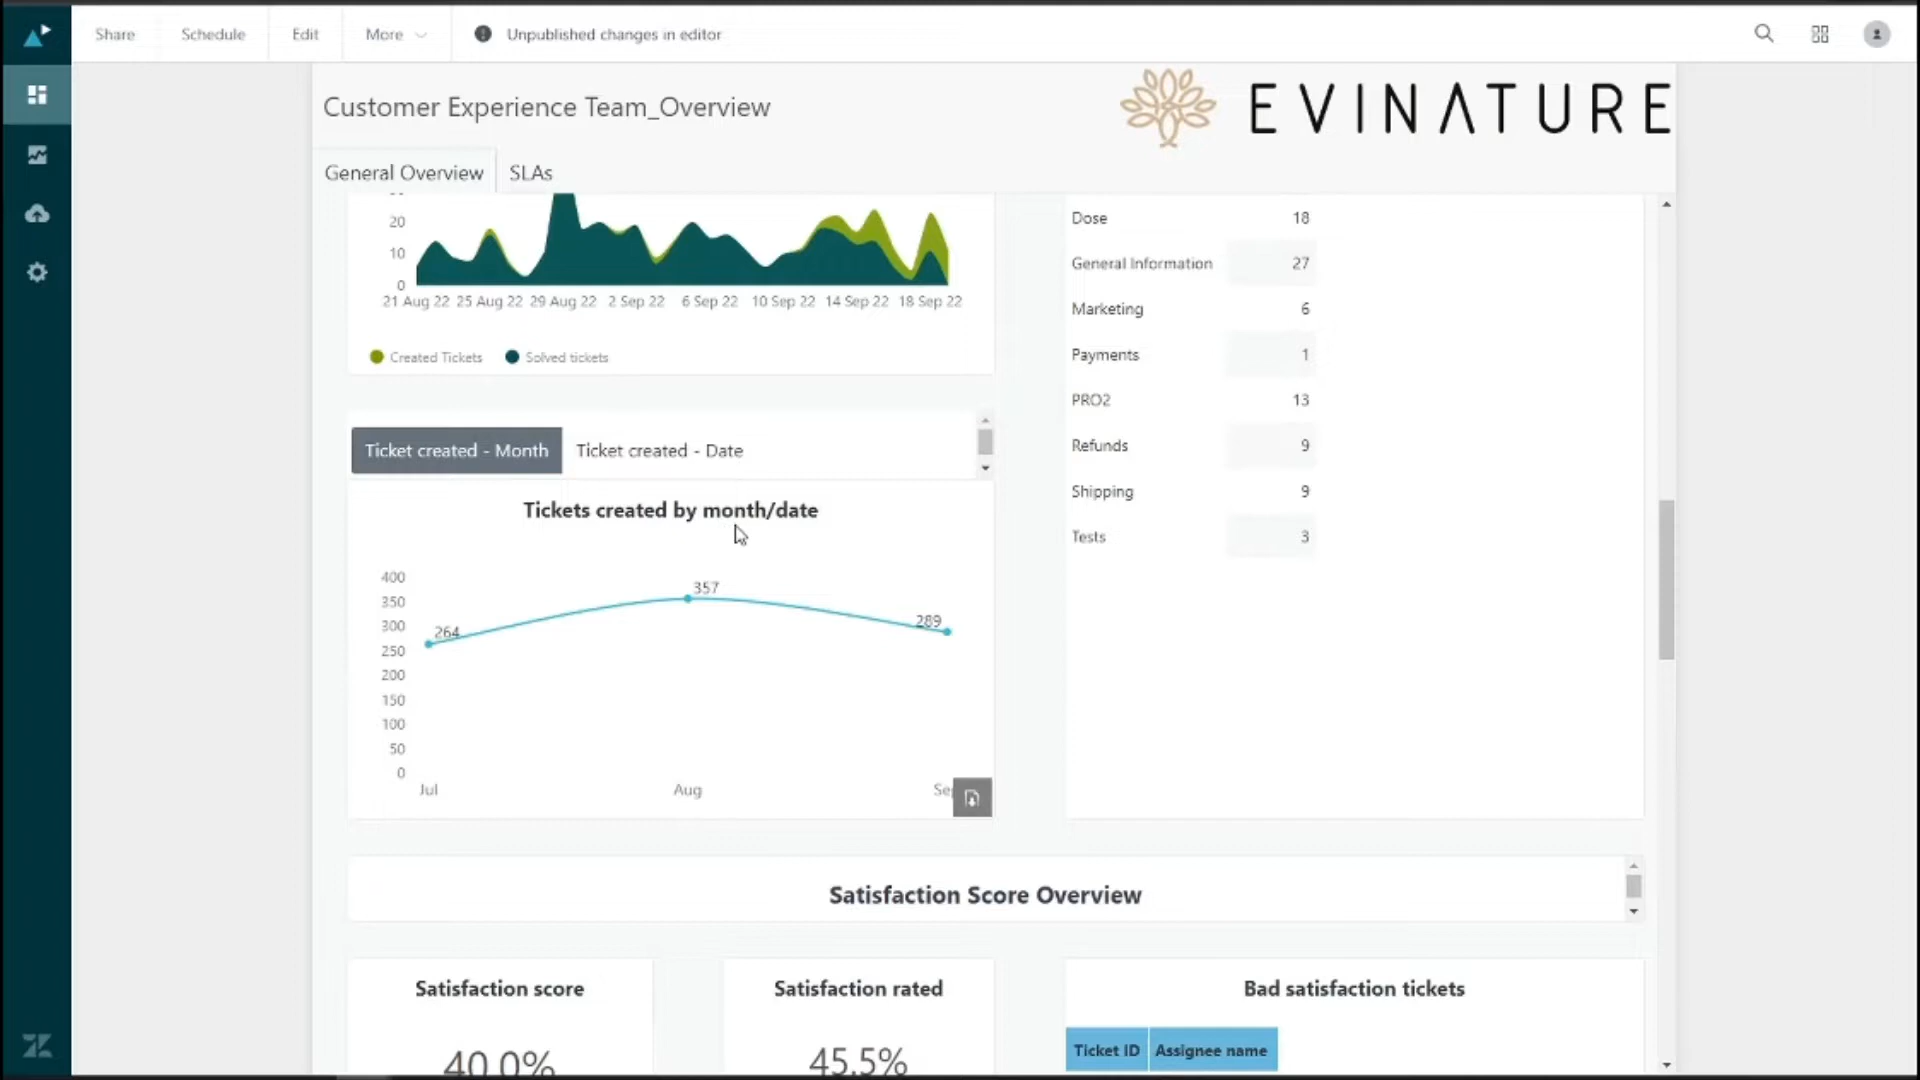 Share Schedule Edit More Unpublished changes in editor
Customer Experience Team_Overview
EVINATURE
General Overview SLAs
20
10
0
21 Aug 22 25 Aug 22 29 Aug 22 2 Sep 22 6 Sep 22 10 Sep 22 14 Sep 22 18 Sep 22
Created Tickets Solved tickets
Dose 18
General Information 27
Marketing 6
Payments 1
PRO2 13
Refunds 9
Shipping 9
Tests 3
Ticket created - Month Ticket created - Date
Tickets created by month/date
400
350
300
250
200
150
100
50
0
264
357
289
Jul Aug
Satisfaction Score Overview
Satisfaction score
40.0%
Satisfaction rated
45.5%
Bad satisfaction tickets
Ticket ID Assignee name